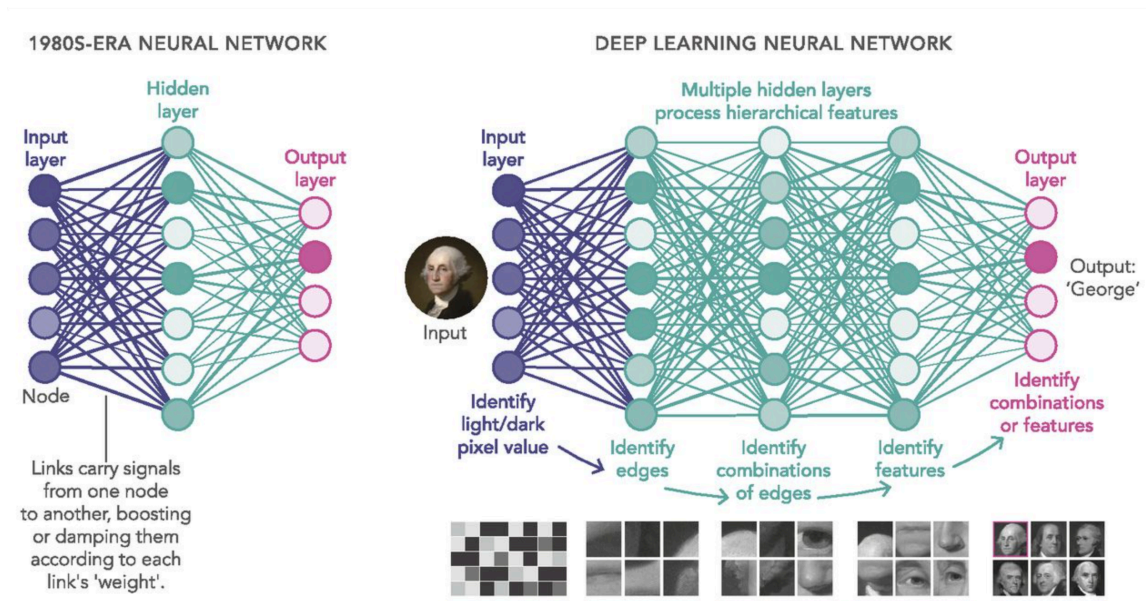 1980S-ERA NEURAL NETWORK
Hidden
layer
Input
layer
Output
layer
Node
Links carry signals
from one node
to another, boosting
or damping them
according to each
link's 'weight'.
DEEP LEARNING NEURAL NETWORK
Multiple hidden layers
process hierarchical features
Input
layer
Output
layer
Input
Output:
'George'
Identify
light/dark
pixel value
Identify
edges
Identify
combinations
of edges
Identify
features
Identify
combinations
or features